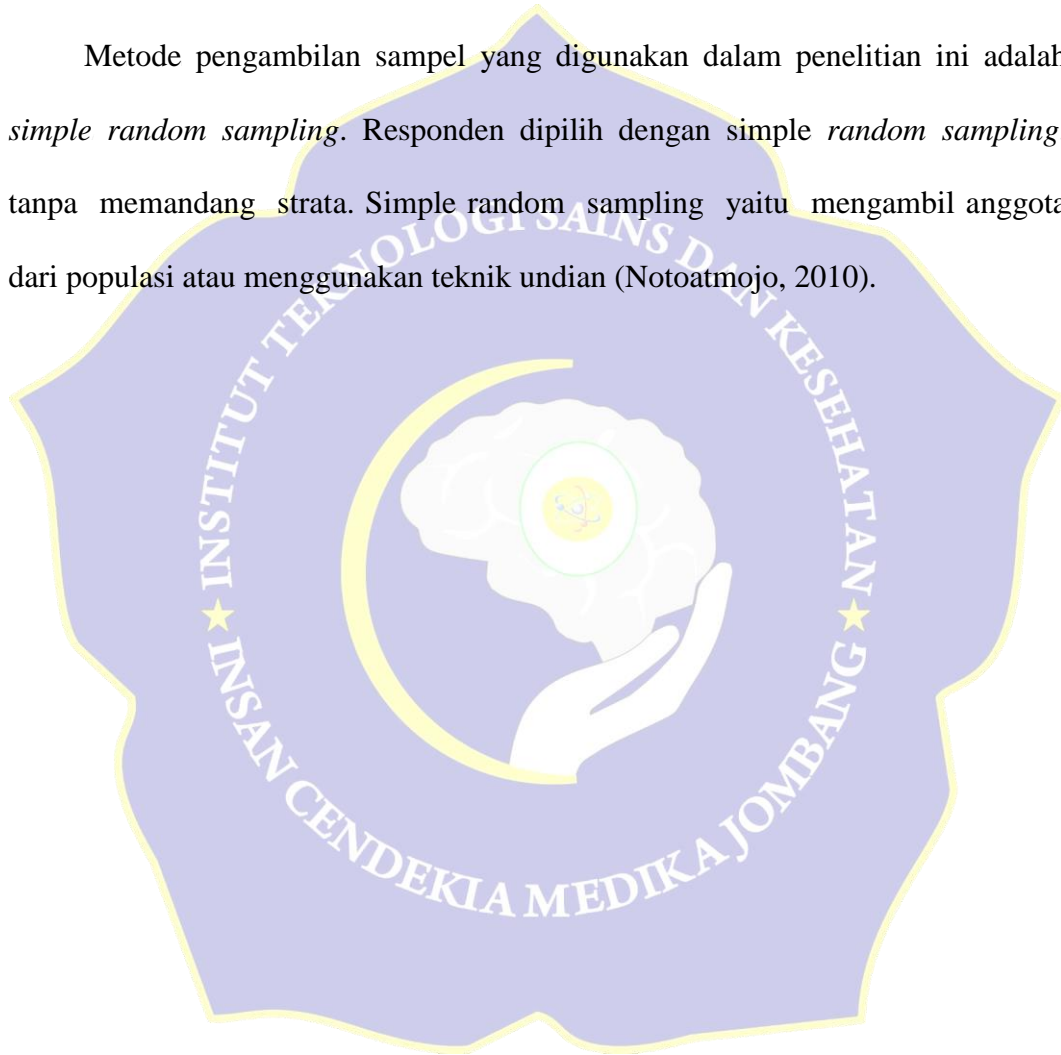 Metode pengambilan sampel yang digunakan dalam penelitian ini adalah
simple random sampling. Responden dipilih dengan simple random sampling
tanpa memandang strata. Simple random sampling yaitu mengambil anggota
dari populasi atau menggunakan teknik undian (Notoatmojo, 2010).
INSTITUT TEKNOLOGI SAINS DAN KESEHATAN
INSAN CENDEKIA MEDIKA JOMBANG